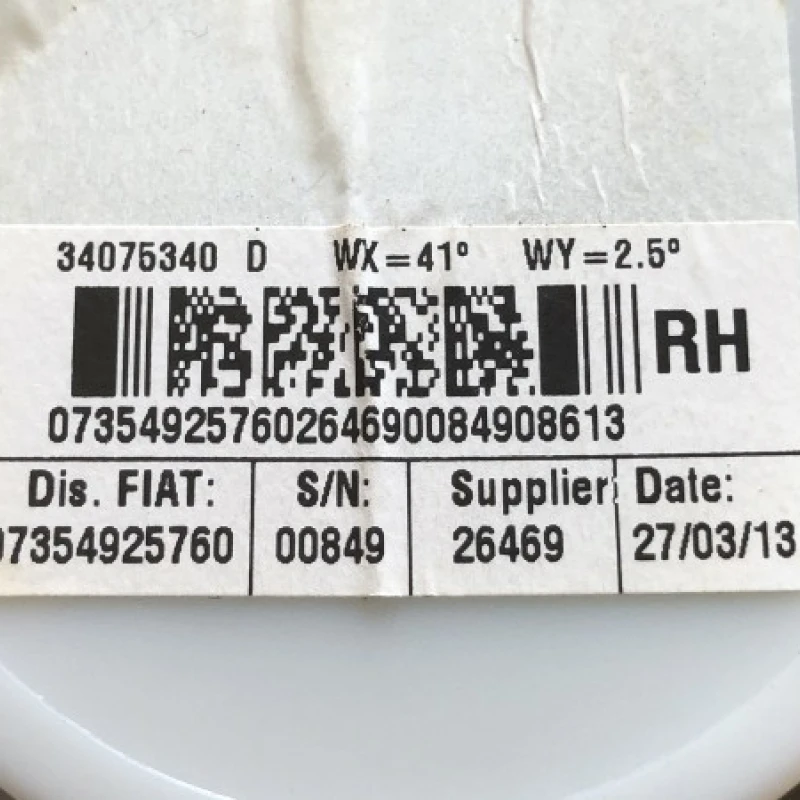 34075340 D WX=41° WY=2.5°
RH
07354925760264690084908613
Dis. FIAT: S/N: Supplier: Date:
07354925760 00849 26469 27/03/13